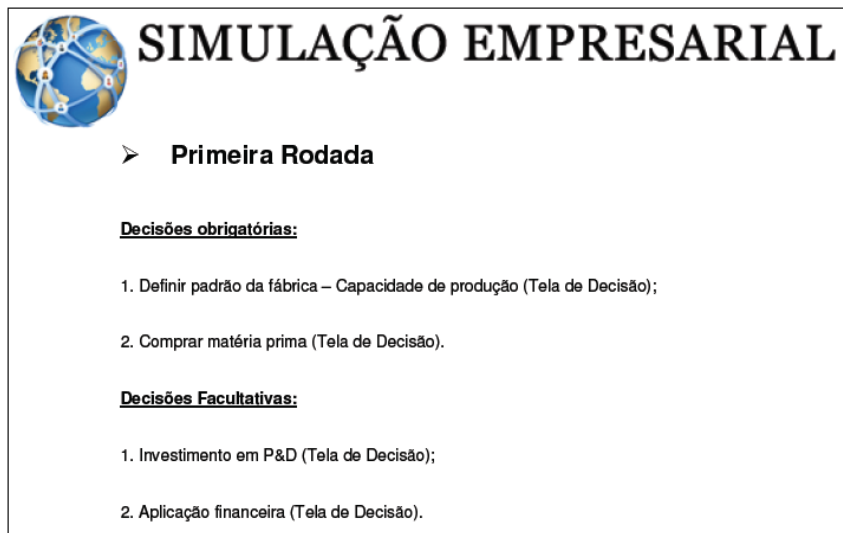 SIMULAÇÃO EMPRESARIAL
➢ Primeira Rodada
Decisões obrigatórias:
1. Definir padrão da fábrica – Capacidade de produção (Tela de Decisão);
2. Comprar matéria prima (Tela de Decisão).
Decisões Facultativas:
1. Investimento em P&D (Tela de Decisão);
2. Aplicação financeira (Tela de Decisão).